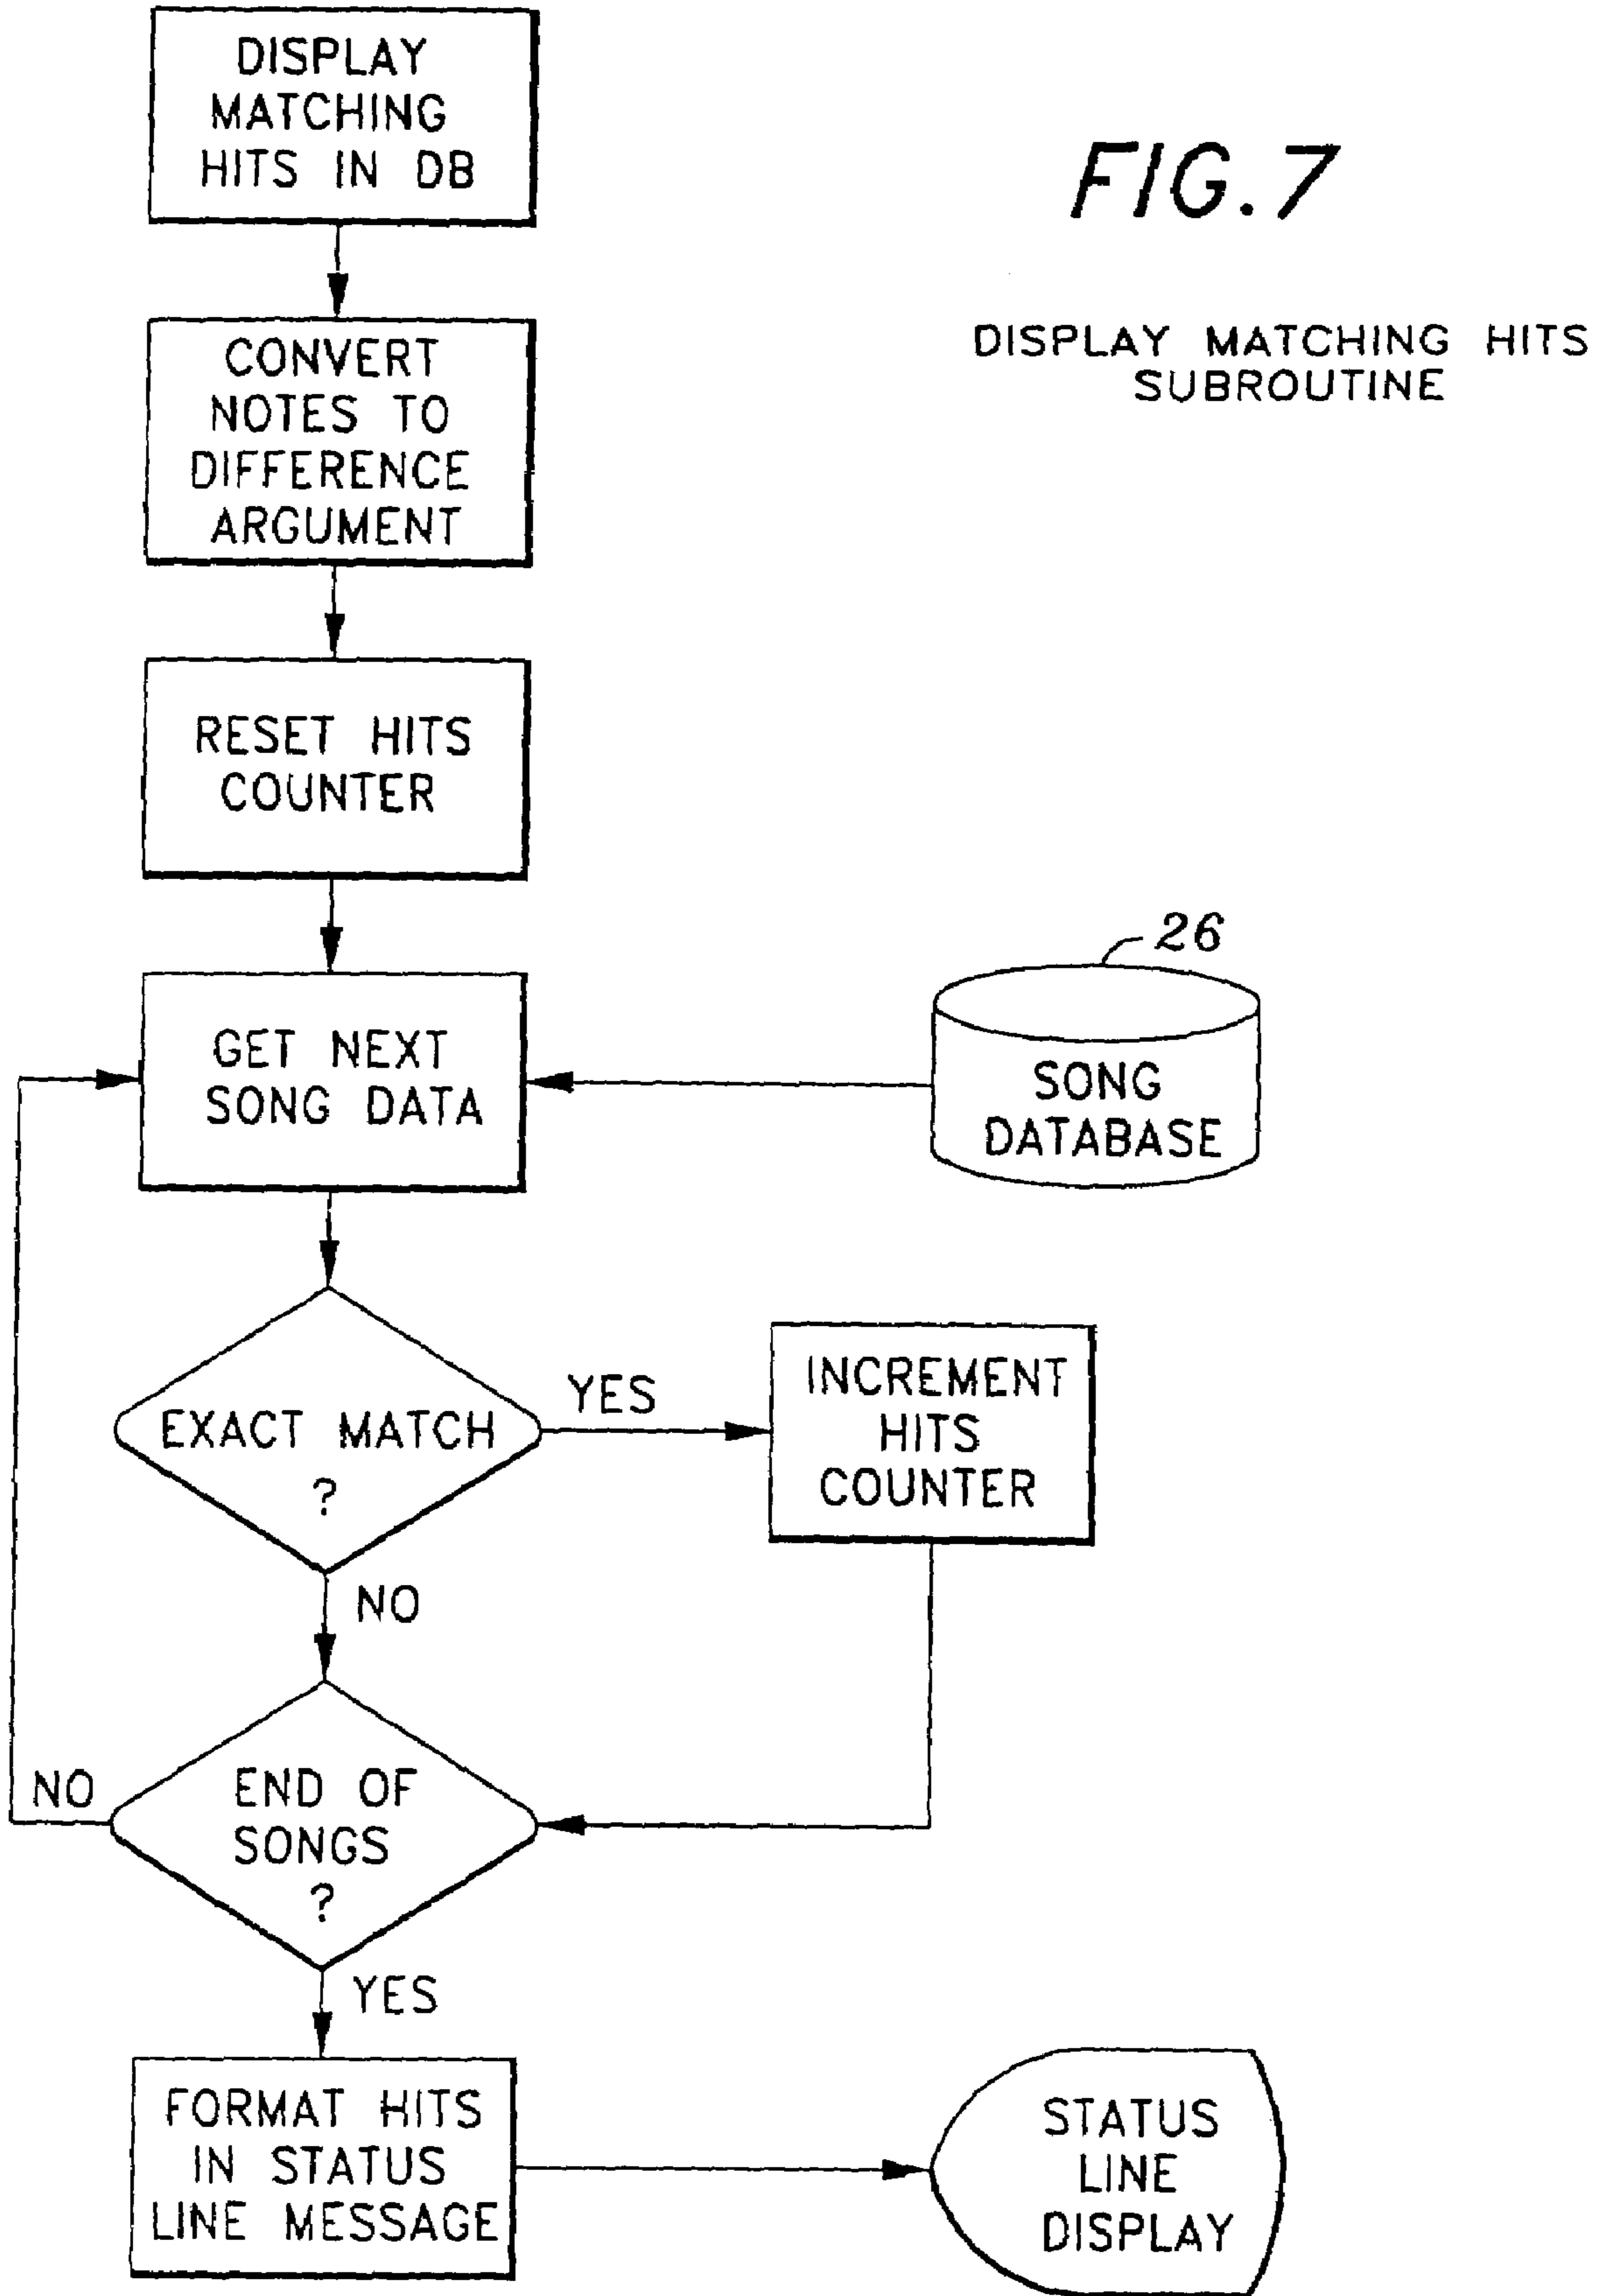 DISPLAY
MATCHING
HITS IN DB
FIG.7
DISPLAY MATCHING HITS
SUBROUTINE
CONVERT
NOTES TO
DIFFERENCE
ARGUMENT
RESET HITS
COUNTER
26
GET NEXT
SONG DATA
SONG
DATABASE
EXACT MATCH
?
YES
INCREMENT
HITS
COUNTER
NO
END OF
SONGS
?
NO
YES
FORMAT HITS
IN STATUS
LINE MESSAGE
STATUS
LINE
DISPLAY